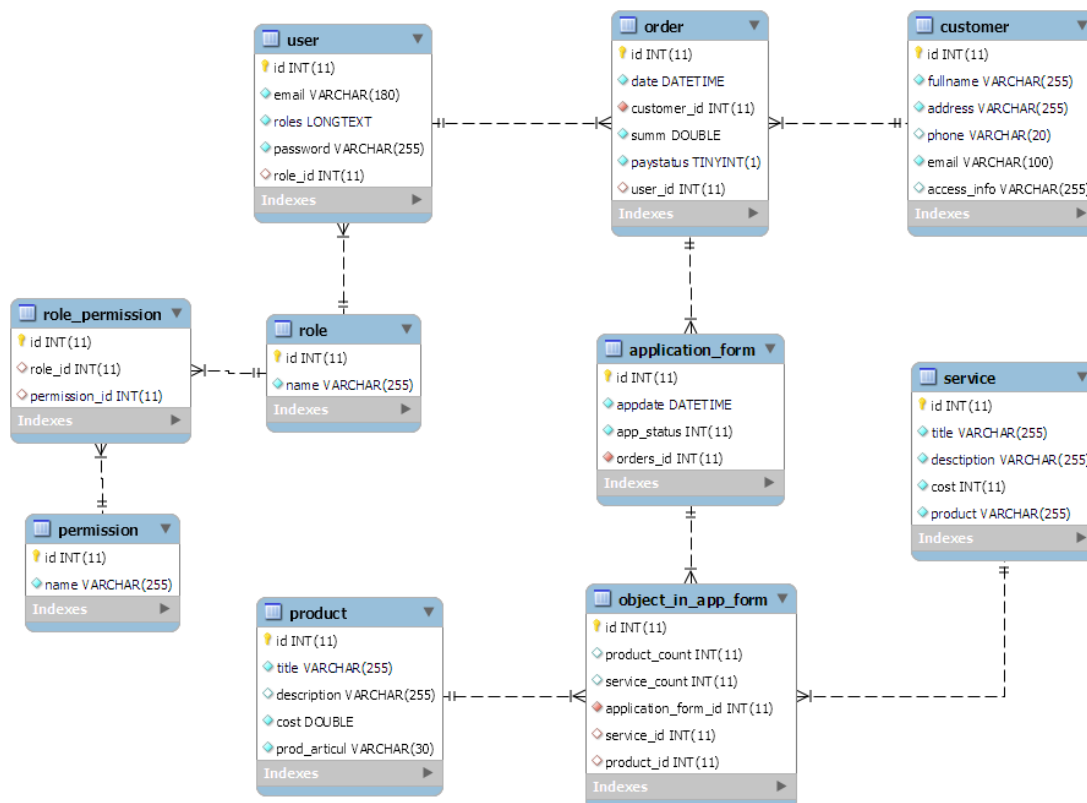 user
id INT(11)
email VARCHAR(180)
roles LONGTEXT
password VARCHAR(255)
role_id INT(11)
Indexes
order
id INT(11)
date DATETIME
customer_id INT(11)
summ DOUBLE
paystatus TINYINT(1)
user_id INT(11)
Indexes
customer
id INT(11)
fullname VARCHAR(255)
address VARCHAR(255)
phone VARCHAR(20)
email VARCHAR(100)
access_info VARCHAR(255)
Indexes
role_permission
id INT(11)
role_id INT(11)
permission_id INT(11)
Indexes
role
id INT(11)
name VARCHAR(255)
Indexes
application_form
id INT(11)
appdate DATETIME
app_status INT(11)
orders_id INT(11)
Indexes
service
id INT(11)
title VARCHAR(255)
desctiption VARCHAR(255)
cost INT(11)
product VARCHAR(255)
Indexes
permission
id INT(11)
name VARCHAR(255)
Indexes
product
id INT(11)
title VARCHAR(255)
description VARCHAR(255)
cost DOUBLE
prod_articul VARCHAR(30)
Indexes
object_in_app_form
id INT(11)
product_count INT(11)
service_count INT(11)
application_form_id INT(11)
service_id INT(11)
product_id INT(11)
Indexes